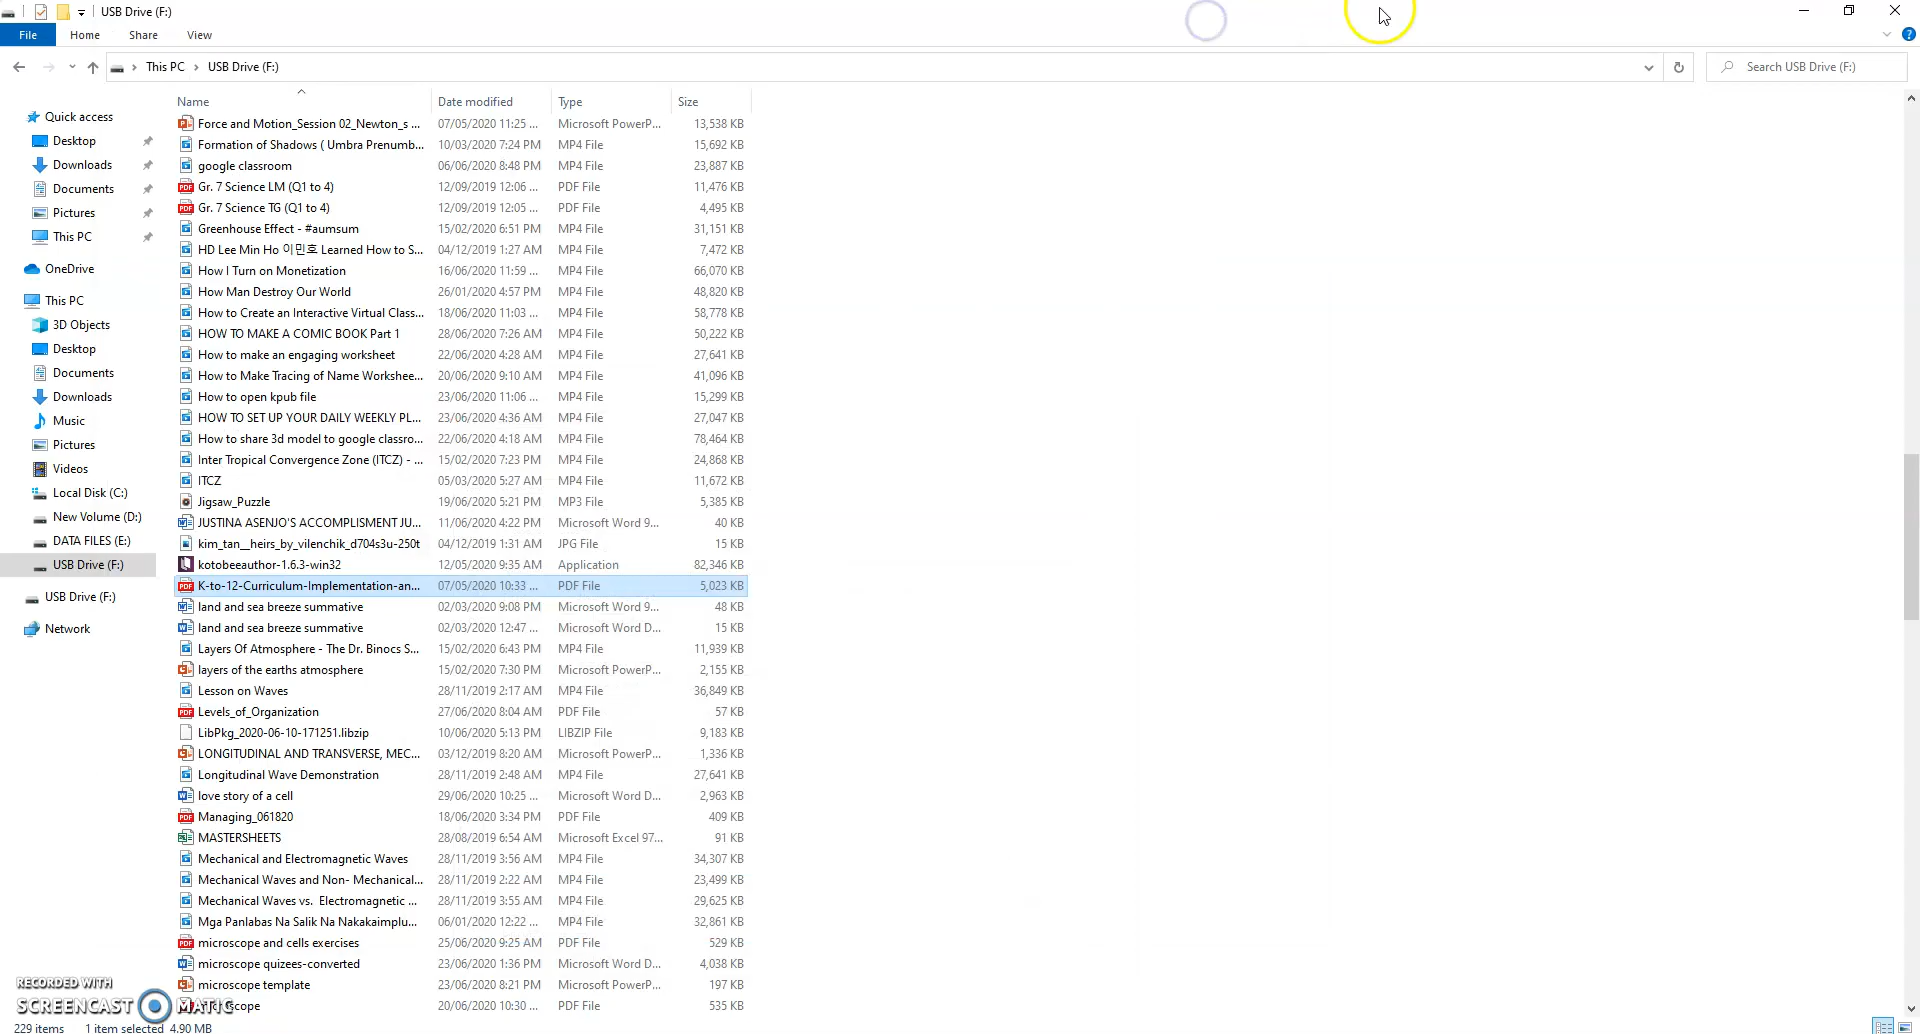 USB Drive (F:)
File Home Share View
This PC USB Drive (F:) Search USB Drive (F:)
Quick access
Desktop
Downloads
Documents
Pictures
This PC
OneDrive
This PC
3D Objects
Desktop
Documents
Downloads
Music
Pictures
Videos
Local Disk (C:)
New Volume (D:)
DATA FILES (E:)
USB Drive (F:)
USB Drive (F:)
Network
Name Date modified Type Size
Force and Motion_Session 02_Newton_s ... 07/05/2020 11:25 ... Microsoft PowerP... 13,538 KB
Formation of Shadows ( Umbra Prenumb... 10/03/2020 7:24 PM MP4 File 15,692 KB
google classroom 06/06/2020 8:48 PM MP4 File 23,887 KB
Gr. 7 Science LM (Q1 to 4) 12/09/2019 12:06 ... PDF File 11,476 KB
Gr. 7 Science TG (Q1 to 4) 12/09/2019 12:05 ... PDF File 4,495 KB
Greenhouse Effect - #aumsum 15/02/2020 6:51 PM MP4 File 31,151 KB
HD Lee Min Ho 이민호 Learned How to S... 04/12/2019 1:27 AM MP4 File 7,472 KB
How I Turn on Monetization 16/06/2020 11:59 ... MP4 File 66,070 KB
How Man Destroy Our World 26/01/2020 4:57 PM MP4 File 48,820 KB
How to Create an Interactive Virtual Class... 18/06/2020 11:03 ... MP4 File 58,778 KB
HOW TO MAKE A COMIC BOOK Part 1 28/06/2020 7:26 AM MP4 File 50,222 KB
How to make an engaging worksheet 22/06/2020 4:28 AM MP4 File 27,641 KB
How to Make Tracing of Name Workshee... 20/06/2020 9:10 AM MP4 File 41,096 KB
How to open kpub file 23/06/2020 11:06 ... MP4 File 15,299 KB
HOW TO SET UP YOUR DAILY WEEKLY PL... 23/06/2020 4:36 AM MP4 File 27,047 KB
How to share 3d model to google classro... 22/06/2020 4:18 AM MP4 File 78,464 KB
Inter Tropical Convergence Zone (ITCZ) - ... 15/02/2020 7:23 PM MP4 File 24,868 KB
ITCZ 05/03/2020 5:27 AM MP4 File 11,672 KB
Jigsaw_Puzzle 19/06/2020 5:21 PM MP3 File 5,385 KB
JUSTINA ASENJO'S ACCOMPLISMENT JU... 11/06/2020 4:22 PM Microsoft Word 9... 40 KB
kim_tan__heirs_by_vilenchik_d704s3u-250t 04/12/2019 1:31 AM JPG File 15 KB
kotobeeauthor-1.6.3-win32 12/05/2020 9:35 AM Application 82,346 KB
K-to-12-Curriculum-Implementation-an... 07/05/2020 10:33 ... PDF File 5,023 KB
land and sea breeze summative 02/03/2020 9:08 PM Microsoft Word 9... 48 KB
land and sea breeze summative 02/03/2020 12:47 ... Microsoft Word D... 15 KB
Layers Of Atmosphere - The Dr. Binocs S... 15/02/2020 6:43 PM MP4 File 11,939 KB
layers of the earths atmosphere 15/02/2020 7:30 PM Microsoft PowerP... 2,155 KB
Lesson on Waves 28/11/2019 2:17 AM MP4 File 36,849 KB
Levels_of_Organization 27/06/2020 8:04 AM PDF File 57 KB
LibPkg_2020-06-10-171251.libzip 10/06/2020 5:13 PM LIBZIP File 9,183 KB
LONGITUDINAL AND TRANSVERSE, MEC... 03/12/2019 8:20 AM Microsoft PowerP... 1,336 KB
Longitudinal Wave Demonstration 28/11/2019 2:48 AM MP4 File 27,641 KB
love story of a cell 29/06/2020 10:25 ... Microsoft Word D... 2,963 KB
Managing_061820 18/06/2020 3:34 PM PDF File 409 KB
MASTERSHEETS 28/08/2019 6:54 AM Microsoft Excel 97... 91 KB
Mechanical and Electromagnetic Waves 28/11/2019 3:56 AM MP4 File 34,307 KB
Mechanical Waves and Non- Mechanical... 28/11/2019 2:22 AM MP4 File 23,499 KB
Mechanical Waves vs. Electromagnetic ... 28/11/2019 3:55 AM MP4 File 29,625 KB
Mga Panlabas Na Salik Na Nakakaimplu... 06/01/2020 12:22 ... MP4 File 32,861 KB
microscope and cells exercises 25/06/2020 9:25 AM PDF File 529 KB
microscope quizees-converted 23/06/2020 1:36 PM Microsoft Word D... 4,038 KB
microscope template 23/06/2020 8:21 PM Microsoft PowerP... 197 KB
20/06/2020 10:30 ... PDF File 535 KB
RECORDED WITH
SCREENCAST MATIC
229 items 1 item selected 4.90 MB